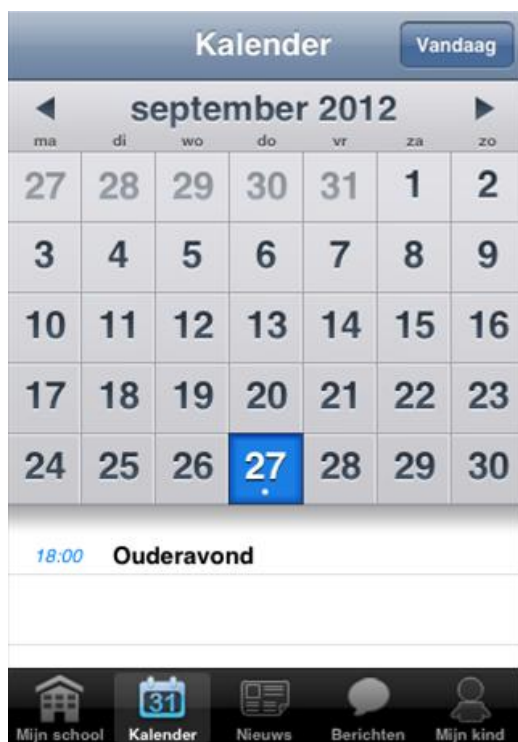 Kalender Vandaag
september 2012
ma di wo do vr za zo
27 28 29 30 31 1 2
3 4 5 6 7 8 9
10 11 12 13 14 15 16
17 18 19 20 21 22 23
24 25 26 27 28 29 30
18:00 Ouderavond
31
Mijn school Kalender Nieuws Berichten Mijn kind